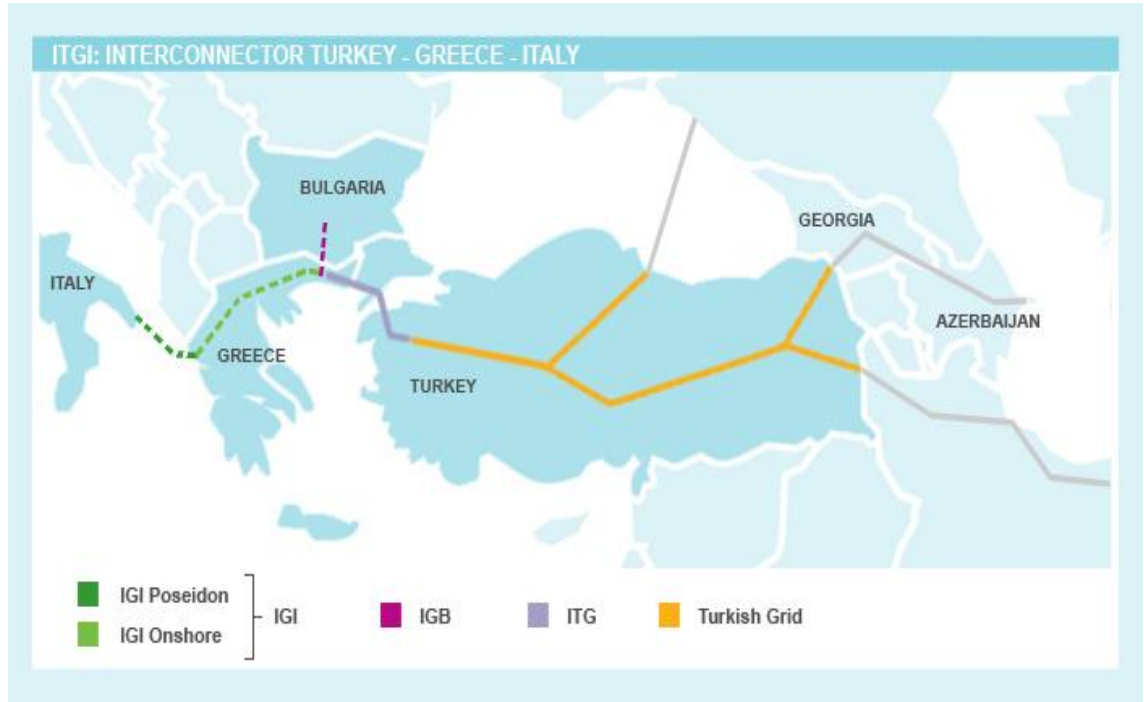 ITGI: INTERCONNECTOR TURKEY - GREECE - ITALY
BULGARIA
GEORGIA
ITALY
AZERBAIJAN
GREECE
TURKEY
IGI Poseidon
IGI Onshore
IGI
IGB
ITG
Turkish Grid